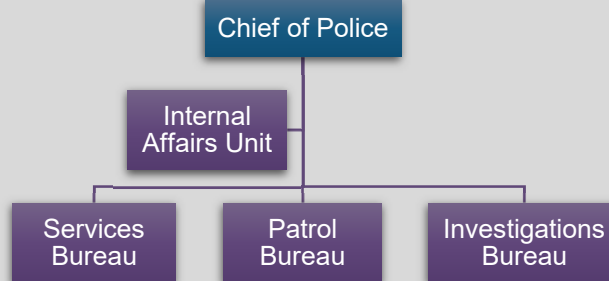 Chief of Police
Internal
Affairs Unit
Services
Bureau
Patrol
Bureau
Investigations
Bureau